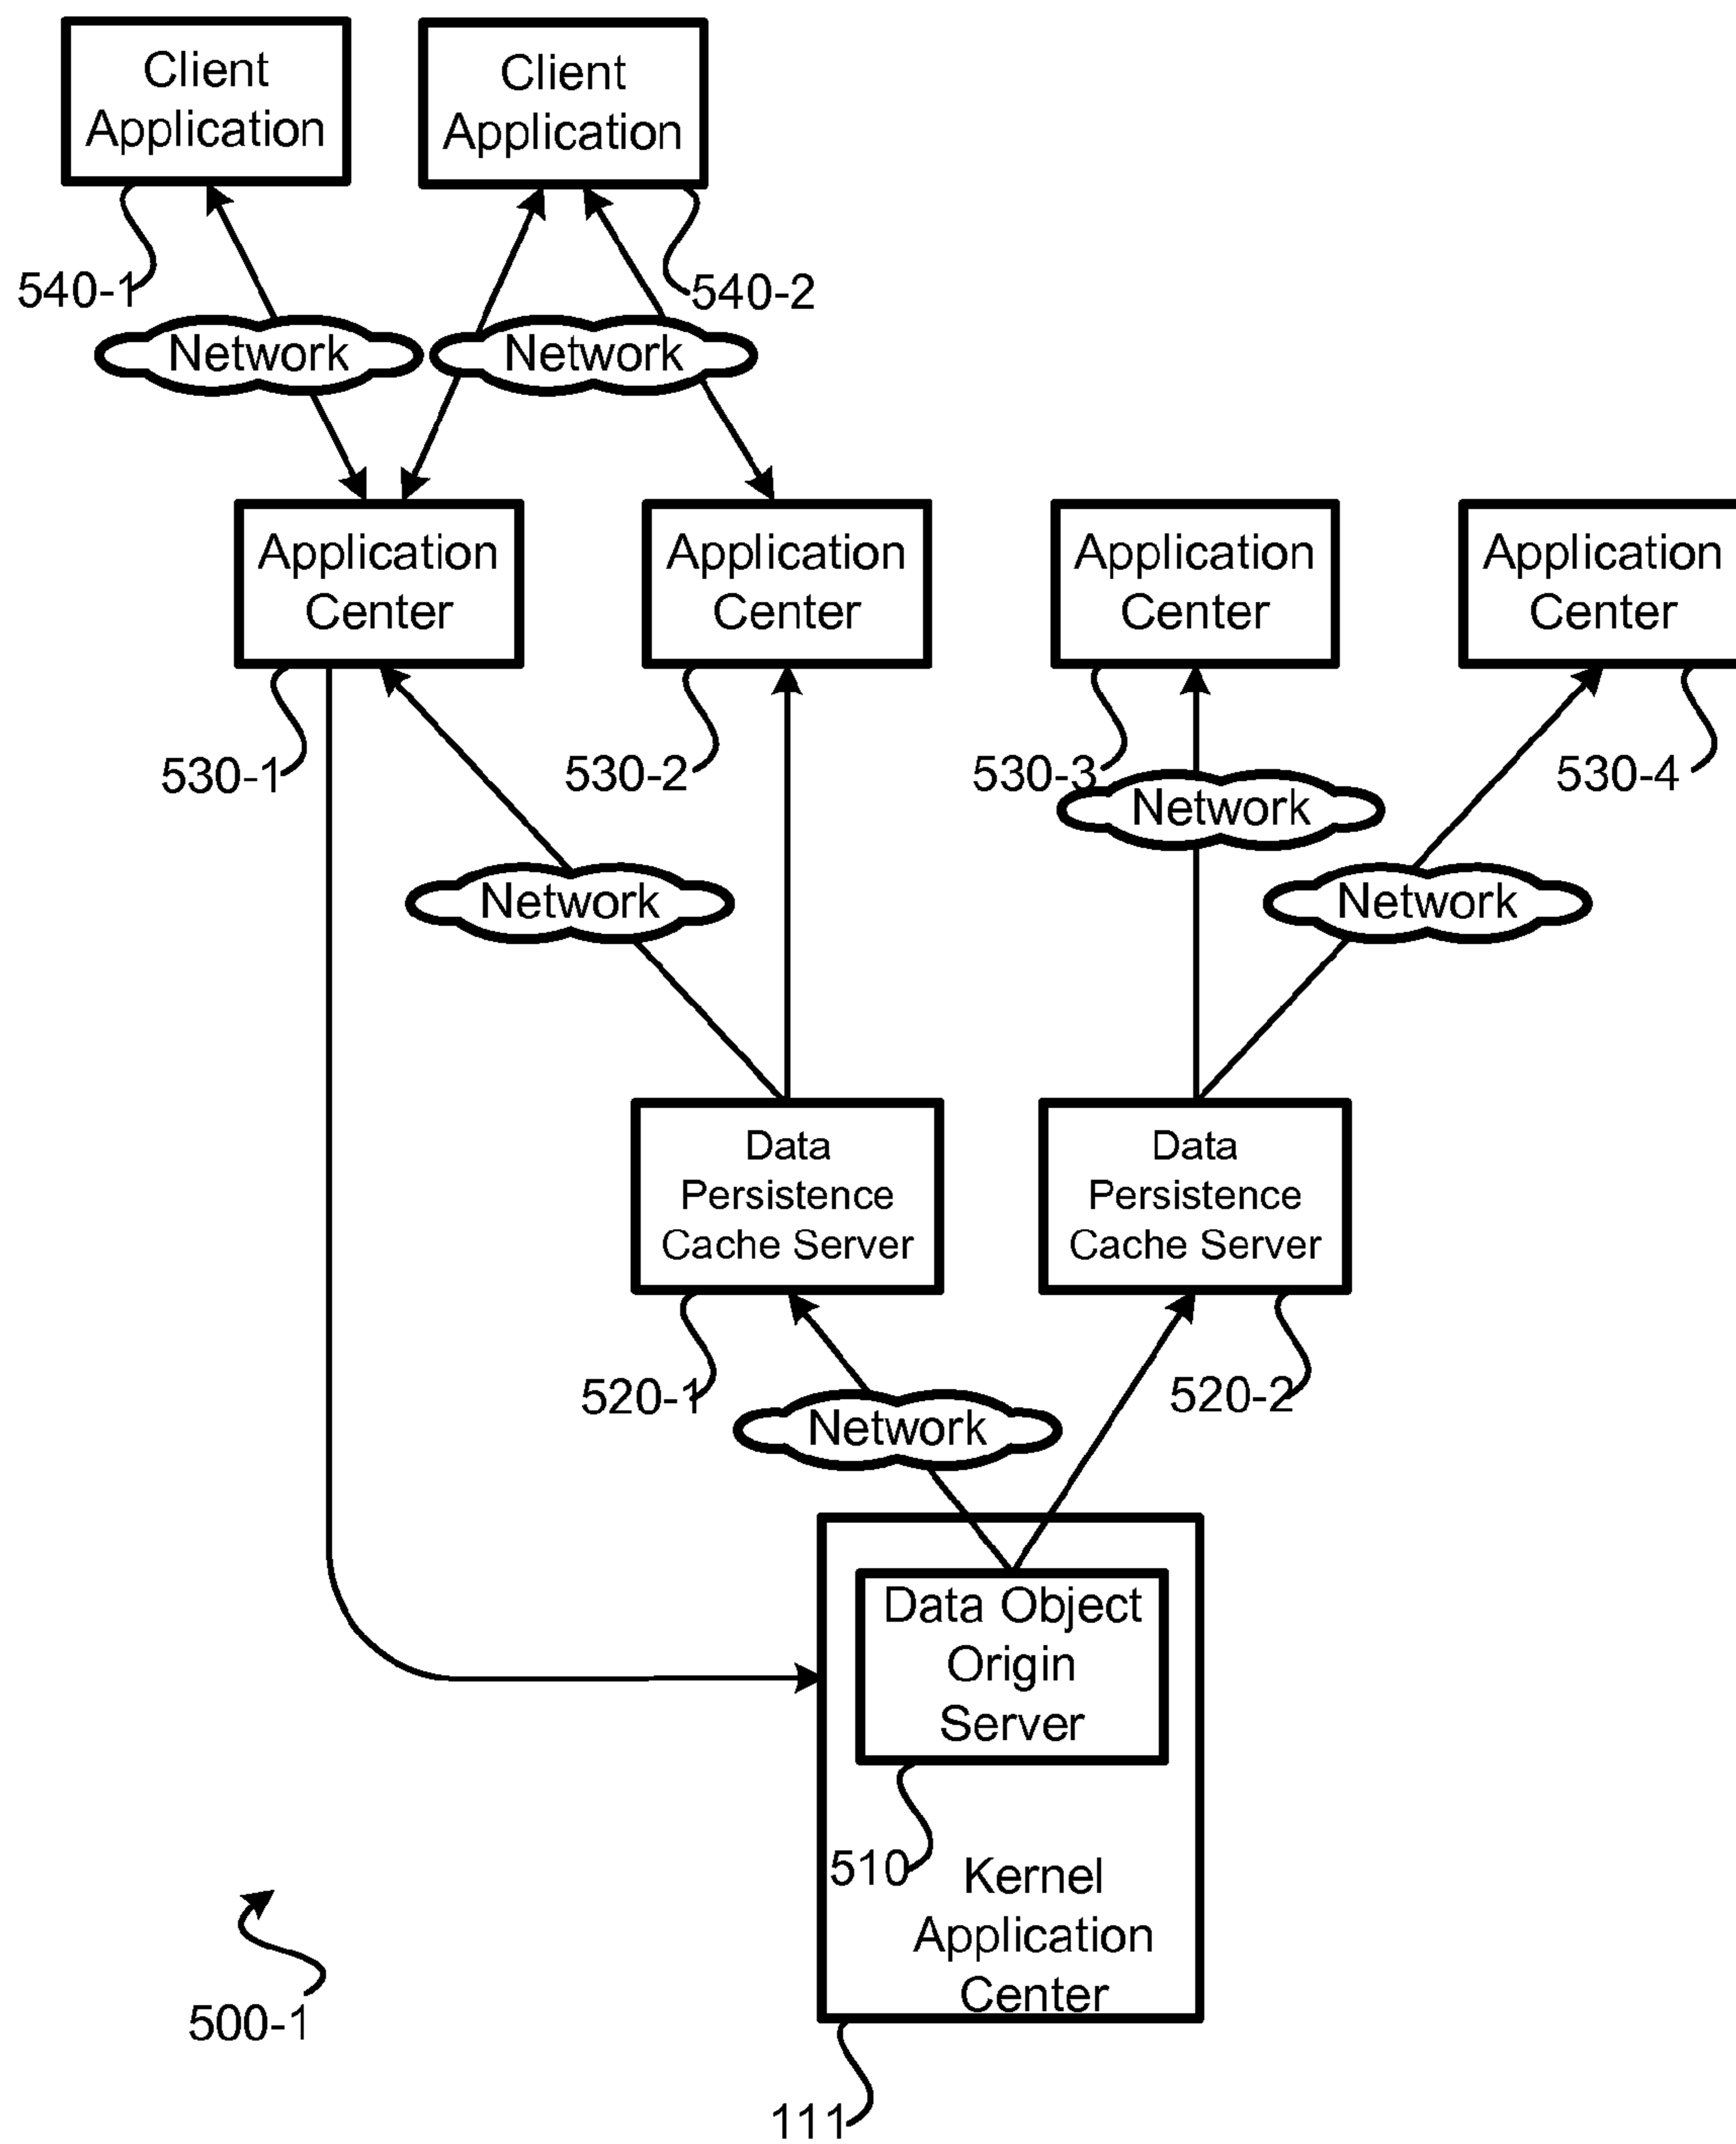 Client
Application
Client
Application
540-1
540-2
Network
Network
Application
Center
Application
Center
Application
Center
Application
Center
530-1
530-2
530-3
530-4
Network
Network
Network
Data
Persistence
Cache Server
Data
Persistence
Cache Server
520-1
520-2
Network
Data Object
Origin
Server
510
Kernel
Application
Center
500-1
111